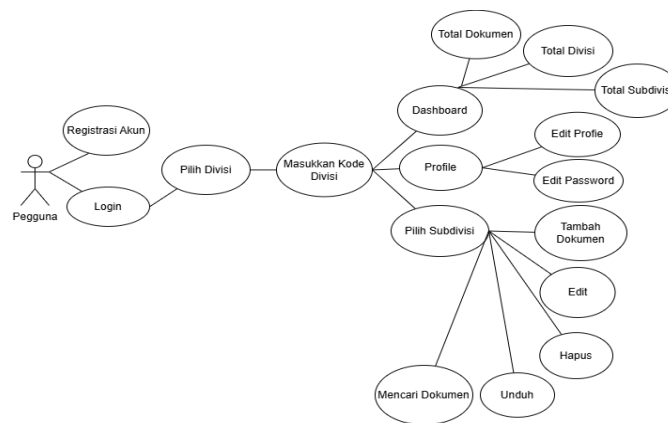 Total Dokumen
Total Divisi
Total Subdivisi
Dashboard
Registrasi Akun
Edit Profie
Pilih Divisi
Masukkan Kode
Divisi
Profile
Edit Password
Login
Pegguna
Pilih Subdivisi
Tambah
Dokumen
Edit
Hapus
Mencari Dokumen
Unduh